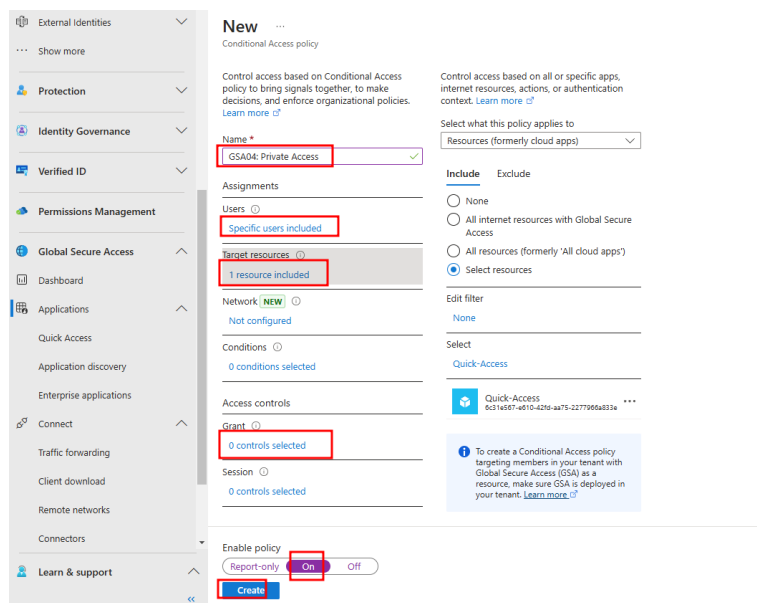 External Identities
Show more
Protection
Identity Governance
Verified ID
Permissions Management
Global Secure Access
Dashboard
Applications
Quick Access
Application discovery
Enterprise applications
Connect
Traffic forwarding
Client download
Remote networks
Connectors
Learn & support
New
Conditional Access policy
Control access based on Conditional Access
policy to bring signals together, to make
decisions, and enforce organizational policies.
Learn more
Name *
GSA04: Private Access
Assignments
Users
Specific users included
Target resources
1 resource included
Network NEW
Not configured
Conditions
0 conditions selected
Access controls
Grant
0 controls selected
Session
0 controls selected
Control access based on all or specific apps,
internet resources, actions, or authentication
context. Learn more
Select what this policy applies to
Resources (formerly cloud apps)
Include Exclude
None
All internet resources with Global Secure
Access
All resources (formerly 'All cloud apps')
Select resources
Edit filter
None
Select
Quick-Access
Quick-Access
6c31e567-e610-42fd-aa75-2277966a833e
To create a Conditional Access policy
targeting members in your tenant with
Global Secure Access (GSA) as a
resource, make sure GSA is deployed in
your tenant. Learn more
Enable policy
Report-only On Off
Create